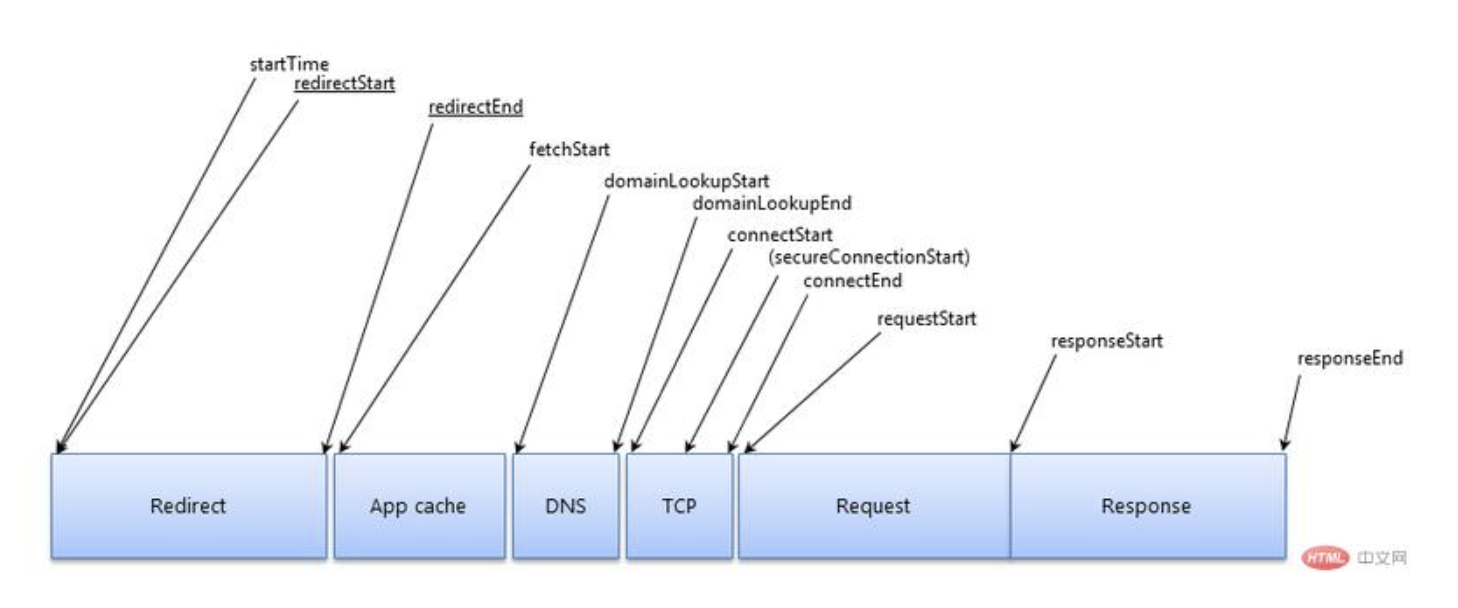 startTime
redirectStart
redirectEnd
fetchStart
domainLookupStart
domainLookupEnd
connectStart
(secureConnectionStart)
connectEnd
requestStart
responseStart
responseEnd
Redirect
App cache
DNS
TCP
Request
Response
HTML 中文网